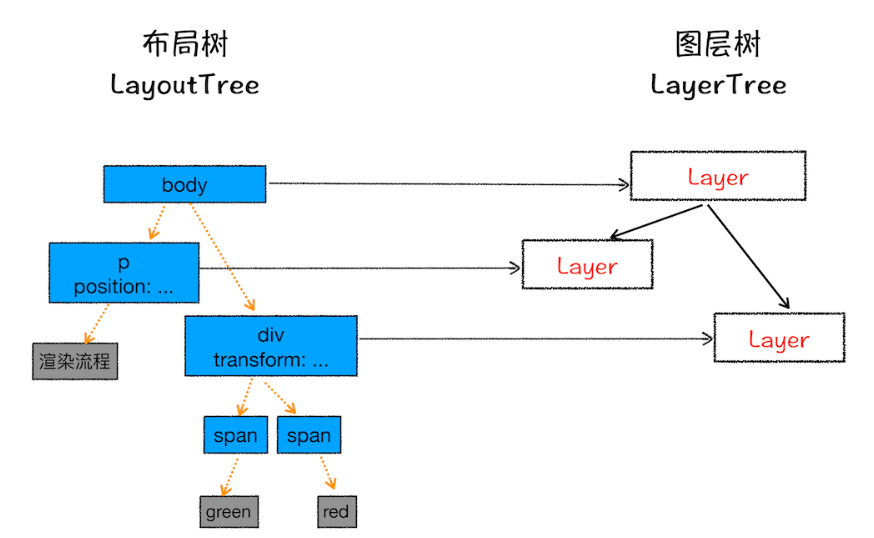 布局树
LayoutTree
图层树
LayerTree
body
Layer
p
position: ...
Layer
div
transform: ...
Layer
渲染流程
span
span
green
red